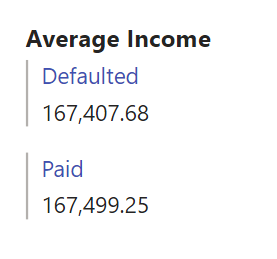 Average Income
Defaulted
167,407.68
Paid
167,499.25